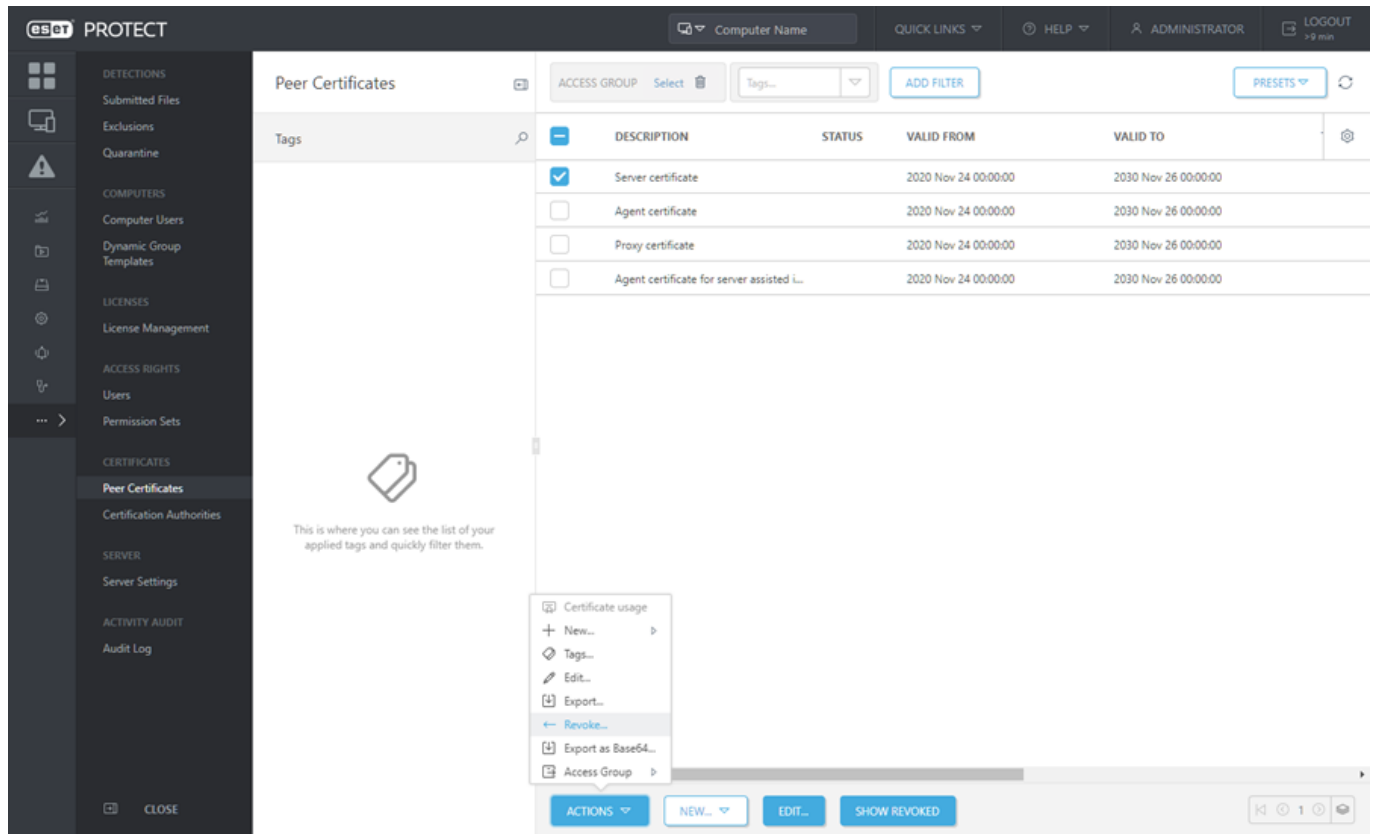 eset PROTECT
Computer Name
QUICK LINKS
HELP
ADMINISTRATOR
LOGOUT
>9 min
DETECTIONS
Submitted Files
Exclusions
Quarantine
COMPUTERS
Computer Users
Dynamic Group
Templates
LICENSES
License Management
ACCESS RIGHTS
Users
Permission Sets
CERTIFICATES
Peer Certificates
Certification Authorities
SERVER
Server Settings
ACTIVITY AUDIT
Audit Log
CLOSE
Peer Certificates
Tags
This is where you can see the list of your
applied tags and quickly filter them.
ACCESS GROUP Select
Tags...
ADD FILTER
PRESETS
DESCRIPTION STATUS VALID FROM VALID TO
Server certificate 2020 Nov 24 00:00:00 2030 Nov 26 00:00:00
Agent certificate 2020 Nov 24 00:00:00 2030 Nov 26 00:00:00
Proxy certificate 2020 Nov 24 00:00:00 2030 Nov 26 00:00:00
Agent certificate for server assisted i... 2020 Nov 24 00:00:00 2030 Nov 26 00:00:00
Certificate usage
New...
Tags...
Edit...
Export...
Revoke...
Export as Base64...
Access Group
ACTIONS
NEW...
EDIT...
SHOW REVOKED
1